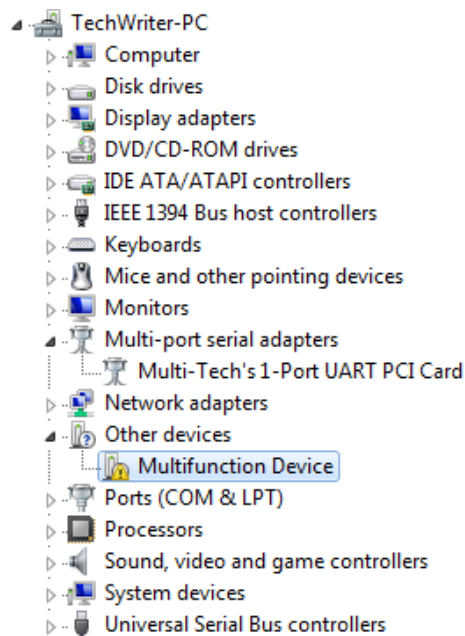 TechWriter-PC
Computer
Disk drives
Display adapters
DVD/CD-ROM drives
IDE ATA/ATAPI controllers
IEEE 1394 Bus host controllers
Keyboards
Mice and other pointing devices
Monitors
Multi-port serial adapters
Multi-Tech's 1-Port UART PCI Card
Network adapters
Other devices
Multifunction Device
Ports (COM & LPT)
Processors
Sound, video and game controllers
System devices
Universal Serial Bus controllers